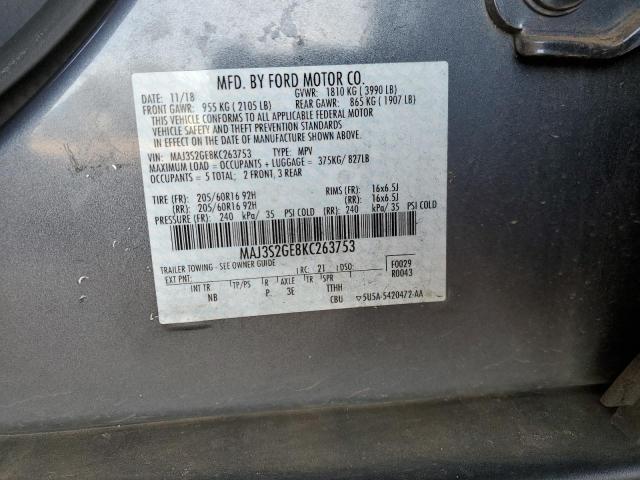 MFD. BY FORD MOTOR CO.
DATE: 11/18 GVWR: 1810 KG ( 3990 LB)
FRONT GAWR: 955 KG ( 2105 LB) REAR GAWR: 865 KG ( 1907 LB)
THIS VEHICLE CONFORMS TO ALL APPLICABLE FEDERAL MOTOR
VEHICLE SAFETY AND THEFT PREVENTION STANDARDS
IN EFFECT ON THE DATE OF MANUFACTURE SHOWN ABOVE.
VIN: MAJ3S2GE8KC263753 TYPE: MPV
MAXIMUM LOAD = OCCUPANTS + LUGGAGE = 375KG/ 827LB
OCCUPANTS = 5 TOTAL; 2 FRONT, 3 REAR
TIRE (FR): 205/60R16 92H RIMS (FR): 16x6.5J
(RR): 205/60R16 92H (RR): 16x6.5J
PRESSURE (FR): 240 kPa/ 35 PSI COLD (RR): 240 kPa/ 35 PSI COLD
MAJ3S2GE8KC263753
TRAILER TOWING - SEE OWNER GUIDE
EXT PNT: RC: 21 DSO: F0029
R0043
INT TR TP/PS R AXLE TR SPR
NB P 3E TTHH
CBU 5U5A-5420472-AA